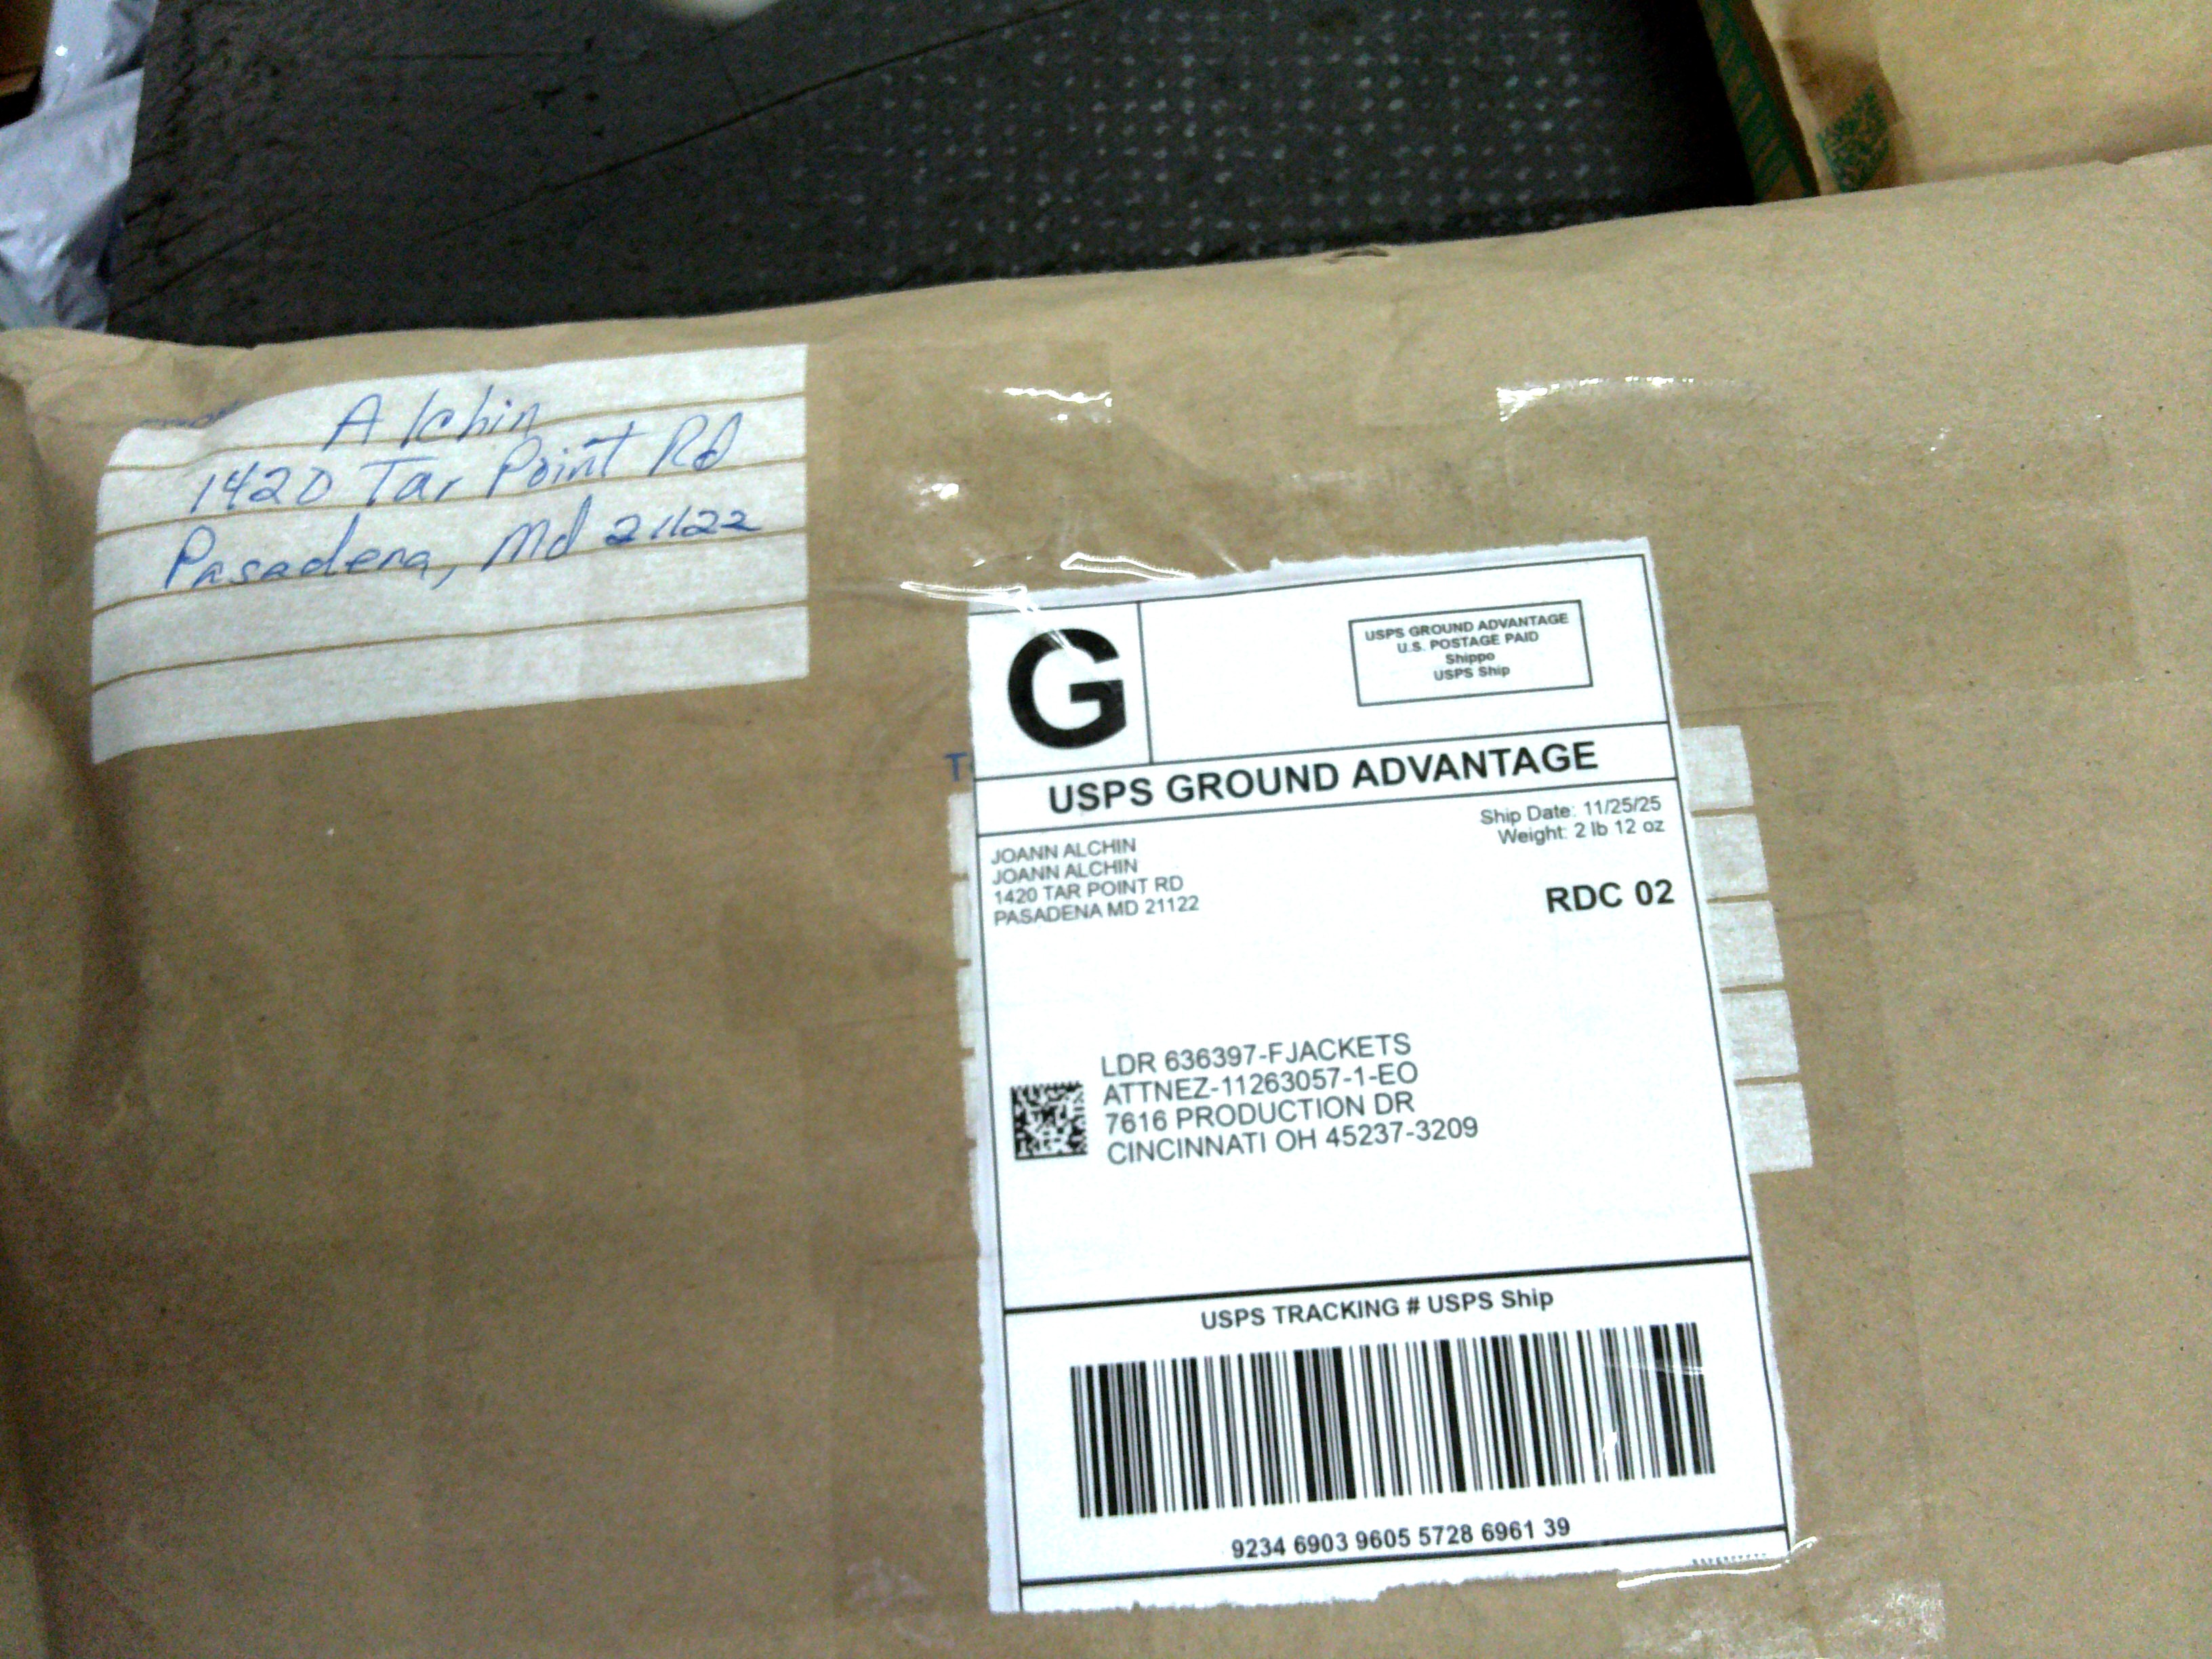 Alchin
1420 Tar Point Rd
Pasadena, Md 21122
T
G
USPS GROUND ADVANTAGE
U.S. POSTAGE PAID
Shippo
USPS Ship
USPS GROUND ADVANTAGE
Ship Date: 11/25/25
Weight: 2 lb 12 oz
JOANN ALCHIN
JOANN ALCHIN
1420 TAR POINT RD
PASADENA MD 21122
RDC 02
LDR 636397-FJACKETS
ATTNEZ-11263057-1-EO
7616 PRODUCTION DR
CINCINNATI OH 45237-3209
USPS TRACKING # USPS Ship
9234 6903 9605 5728 6961 39